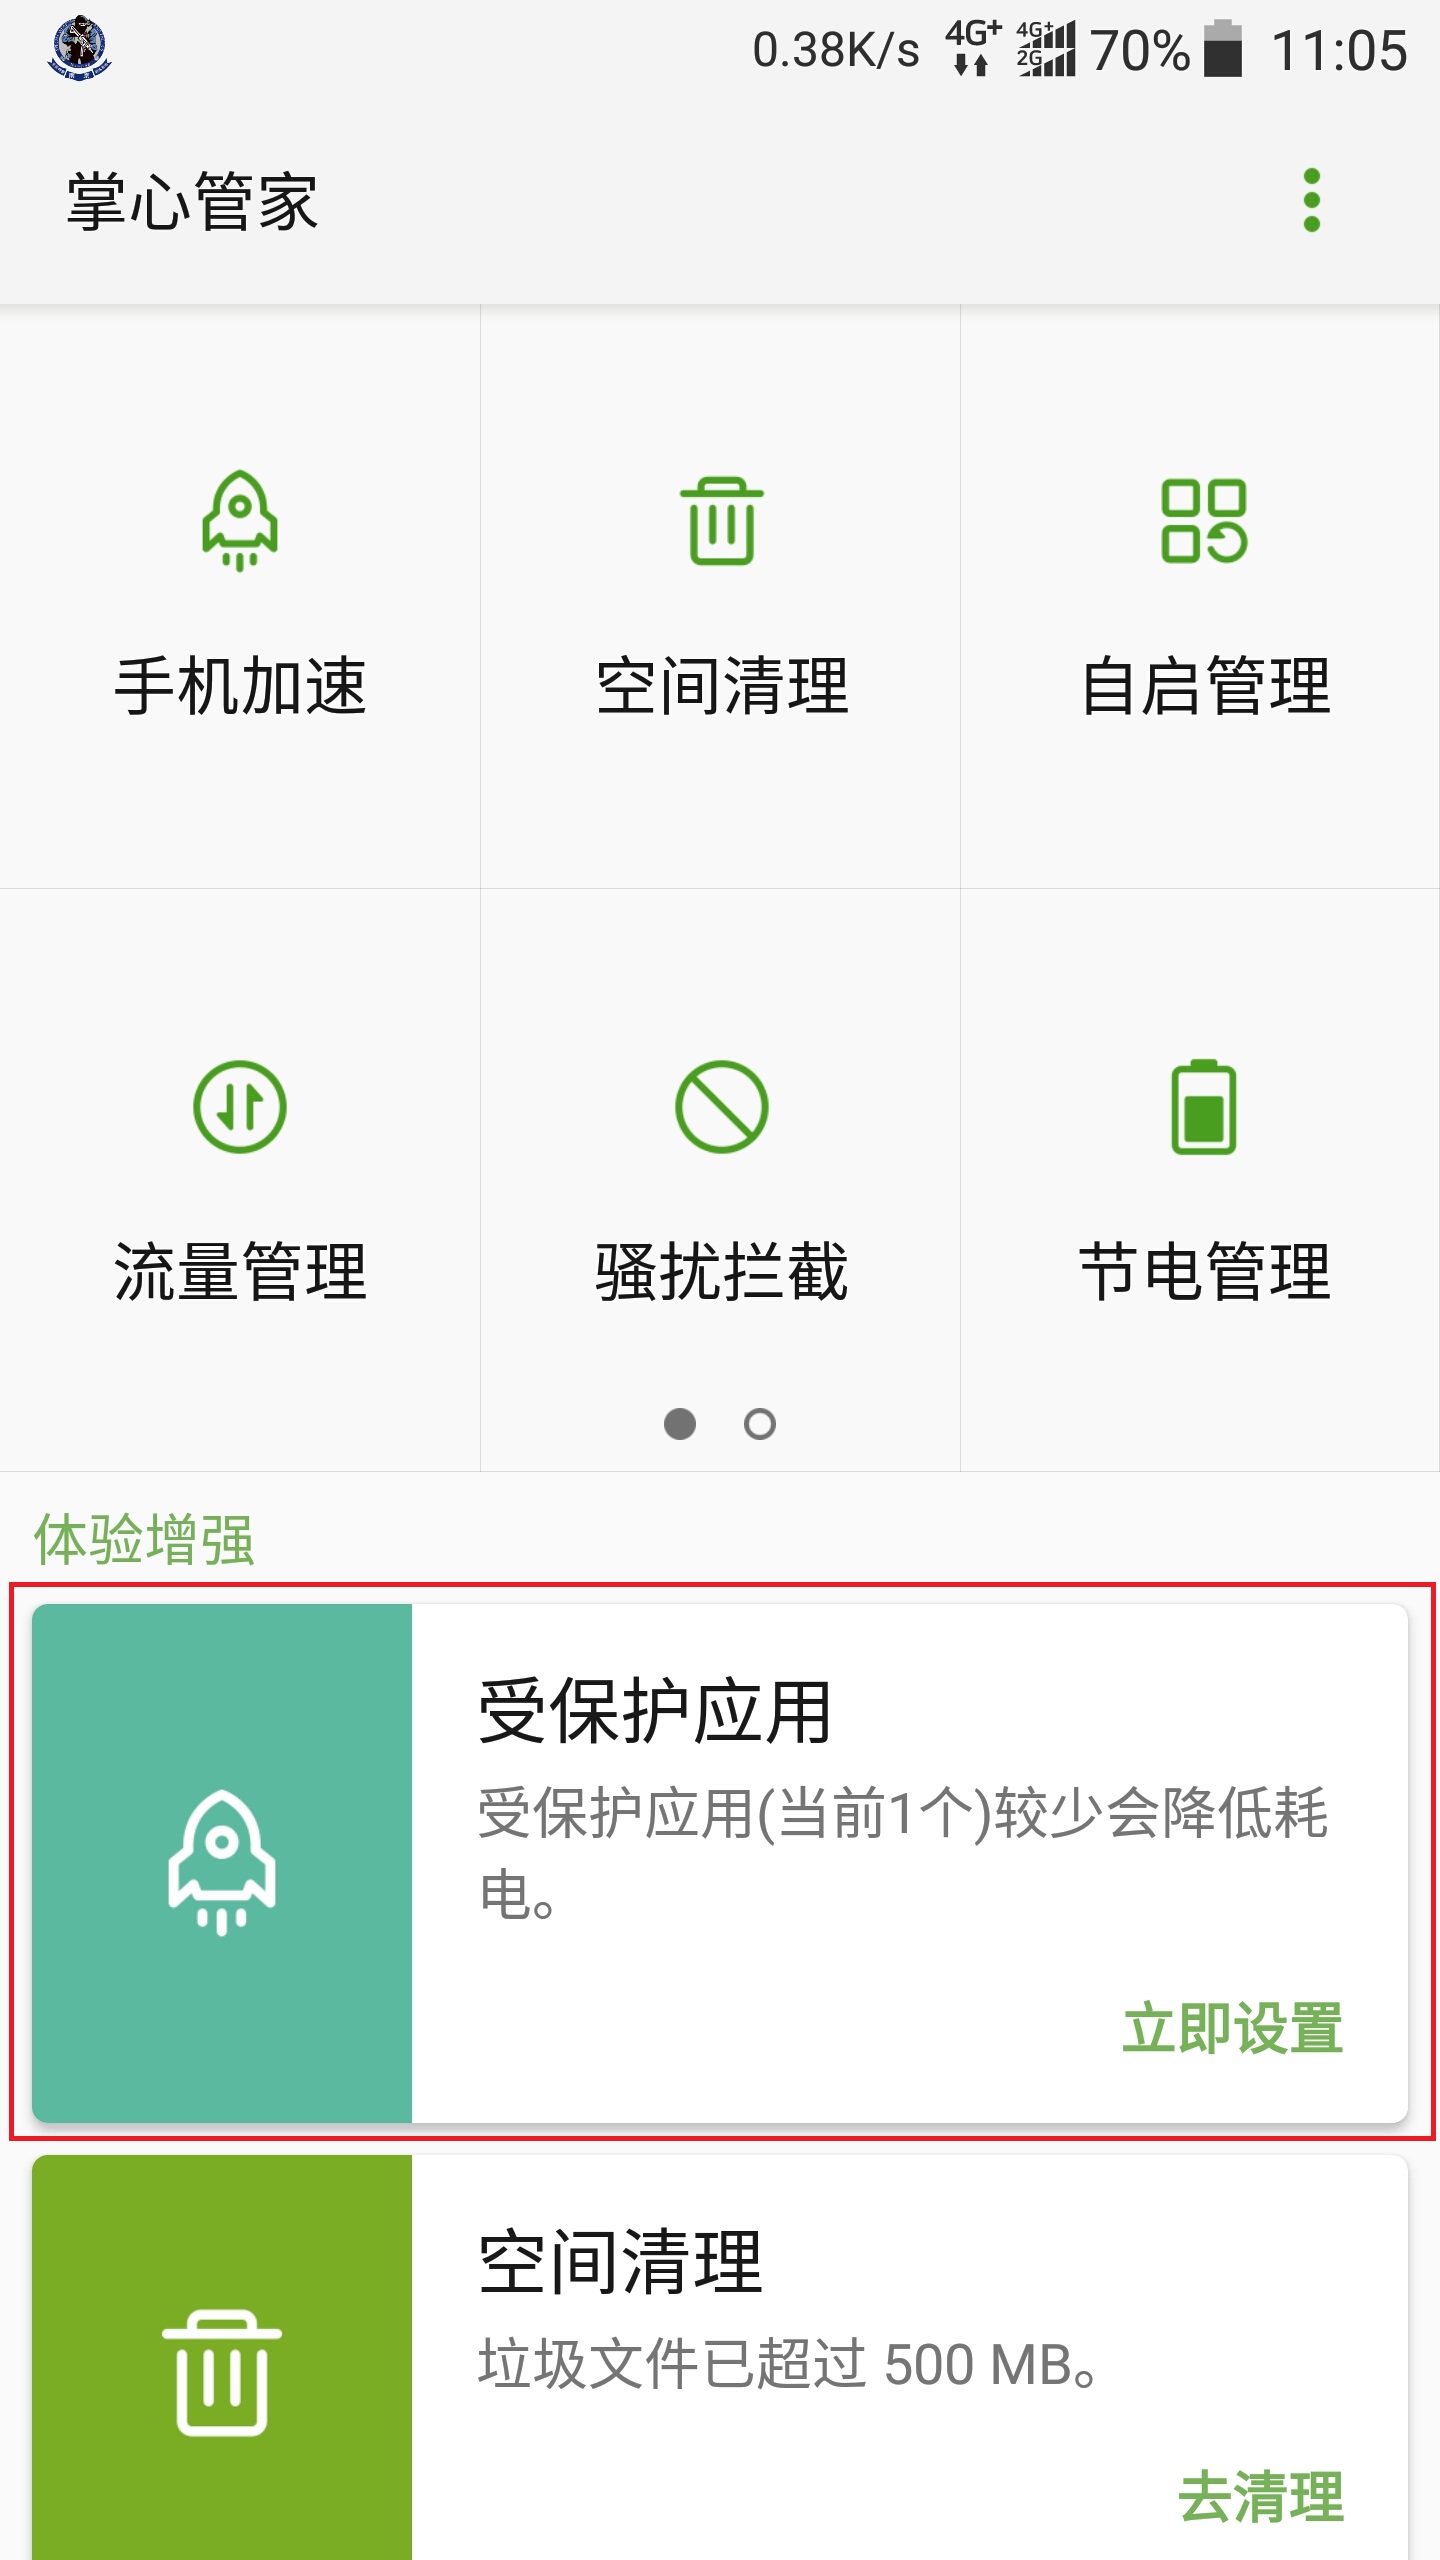 0.38K/s 4G+ 4G+ 2G 70% 11:05
掌心管家
手机加速 空间清理 自启管理
流量管理 骚扰拦截 节电管理
体验增强
受保护应用
受保护应用(当前1个)较少会降低耗
电。
立即设置
空间清理
垃圾文件已超过 500 MB。
去清理